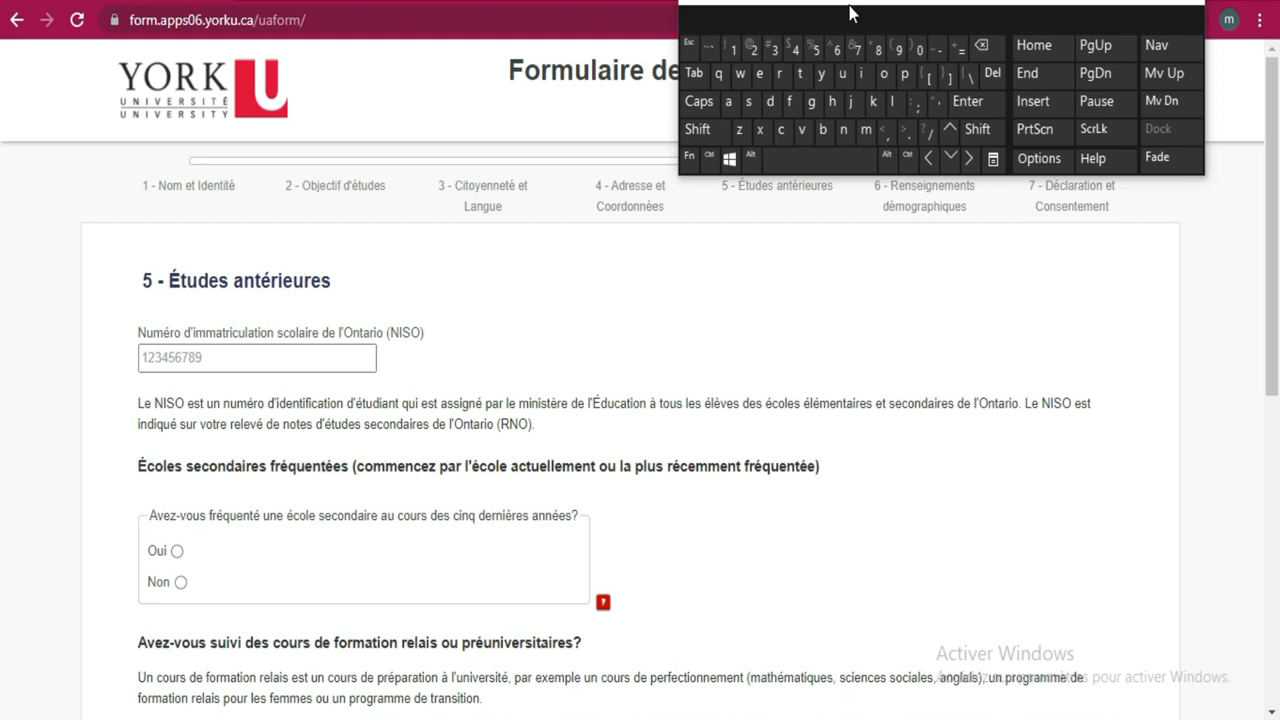 form.apps06.yorku.ca/uaform/
m
YORK U
UNIVERSITÉ
UNIVERSITY
Formulaire de
Esc ~ ` ! 1 @ 2 # 3 $ 4 % 5 ^ 6 & 7 * 8 ( 9 ) 0 _ - + = Home PgUp Nav
Tab q w e r t y u i o p { [ } ] | \ Del End PgDn Mv Up
Caps a s d f g h j k l : ; " ' Enter Insert Pause Mv Dn
Shift z x c v b n m < , > . ? / Shift PrtScn ScrLk Dock
Fn Ctrl Alt Alt Ctrl Options Help Fade
1 - Nom et Identité
2 - Objectif d'études
3 - Citoyenneté et
Langue
4 - Adresse et
Coordonnées
5 - Études antérieures
6 - Renseignements
démographiques
7 - Déclaration et
Consentement
5 - Études antérieures
Numéro d'immatriculation scolaire de l'Ontario (NISO)
123456789
Le NISO est un numéro d'identification d'étudiant qui est assigné par le ministère de l'Éducation à tous les élèves des écoles élémentaires et secondaires de l'Ontario. Le NISO est
indiqué sur votre relevé de notes d'études secondaires de l'Ontario (RNO).
Écoles secondaires fréquentées (commencez par l'école actuellement ou la plus récemment fréquentée)
Avez-vous fréquenté une école secondaire au cours des cinq dernières années?
Oui
Non
?
Avez-vous suivi des cours de formation relais ou préuniversitaires?
Un cours de formation relais est un cours de préparation à l'université, par exemple un cours de perfectionnement (mathématiques, sciences sociales, anglais), un programme de
formation relais pour les femmes ou un programme de transition.
Activer Windows
pour activer Windows.